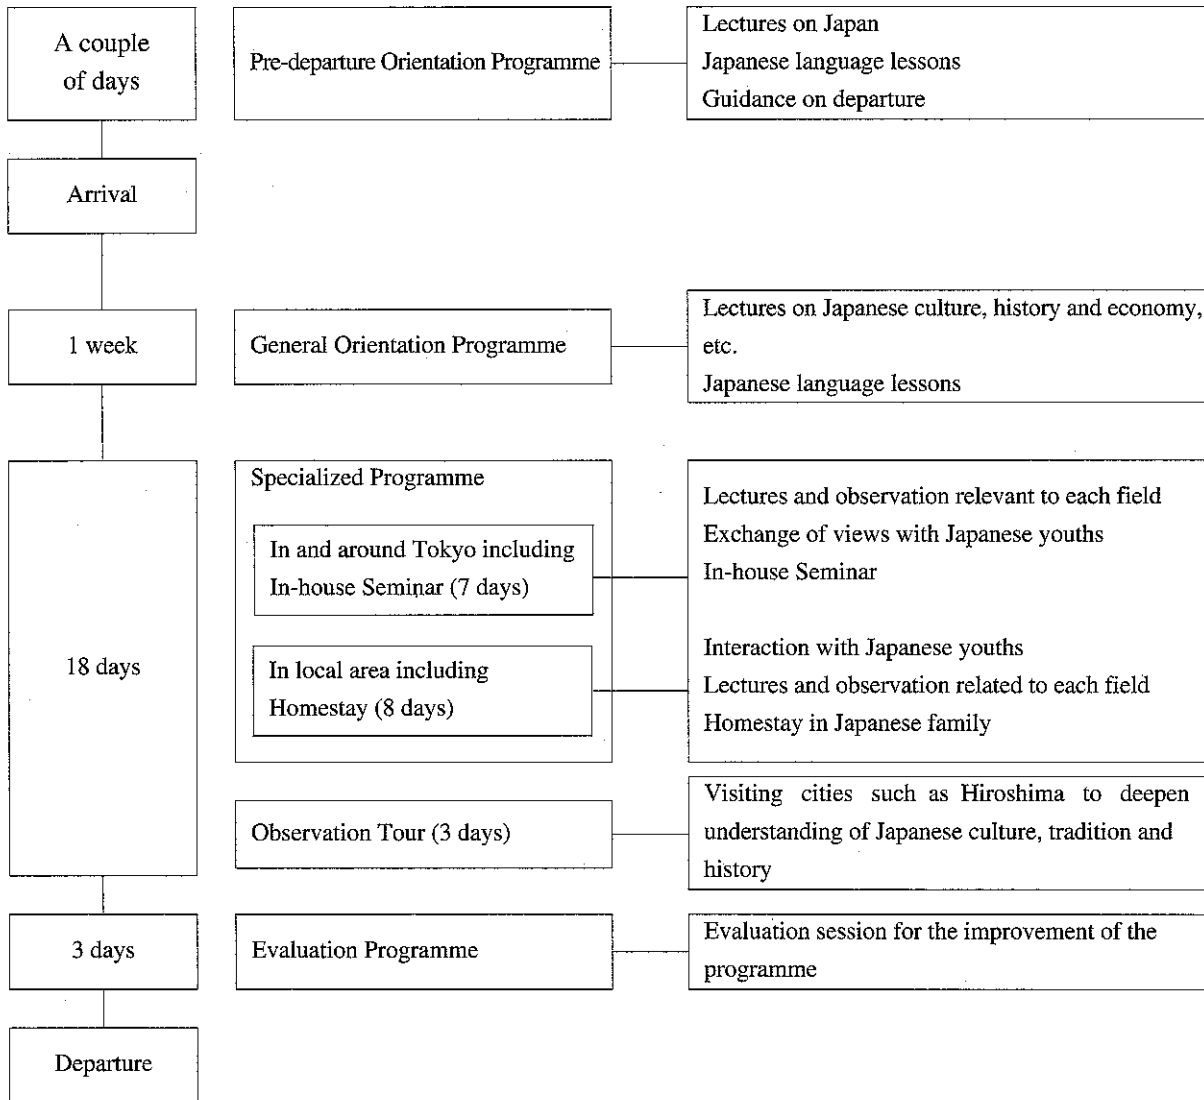 A couple
of days
Pre-departure Orientation Programme
Lectures on Japan
Japanese language lessons
Guidance on departure
Arrival
1 week
General Orientation Programme
Lectures on Japanese culture, history and economy,
etc.
Japanese language lessons
18 days
Specialized Programme
In and around Tokyo including
In-house Seminar (7 days)
Lectures and observation relevant to each field
Exchange of views with Japanese youths
In-house Seminar
In local area including
Homestay (8 days)
Interaction with Japanese youths
Lectures and observation related to each field
Homestay in Japanese family
Observation Tour (3 days)
Visiting cities such as Hiroshima to deepen
understanding of Japanese culture, tradition and
history
3 days
Evaluation Programme
Evaluation session for the improvement of the
programme
Departure